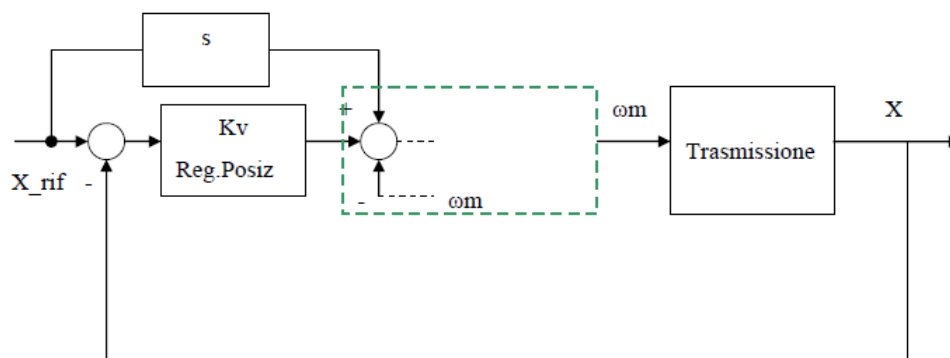 s
+
Kv
Reg.Posiz
X_rif
-
-
ωm
ωm
Trasmissione
X